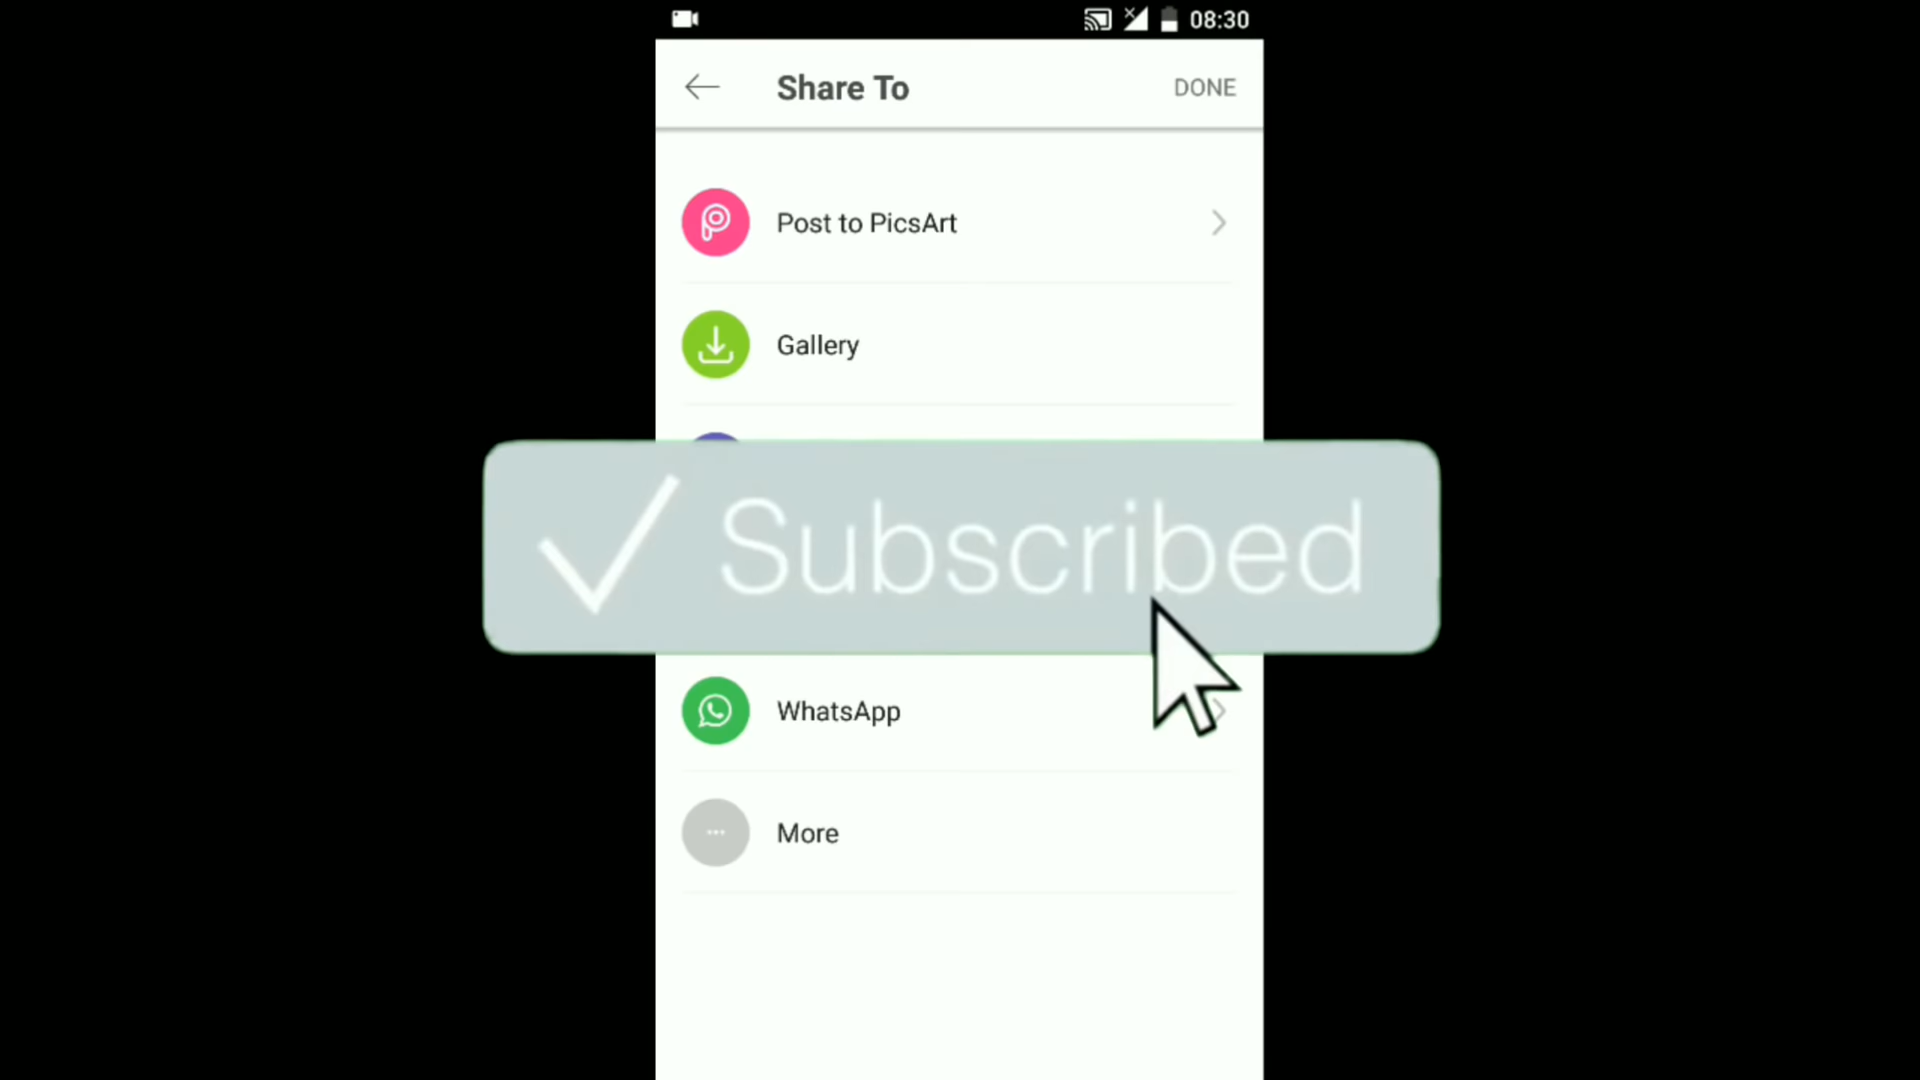 08:30
Share To
DONE
Post to PicsArt
Gallery
Subscribed
WhatsApp
More